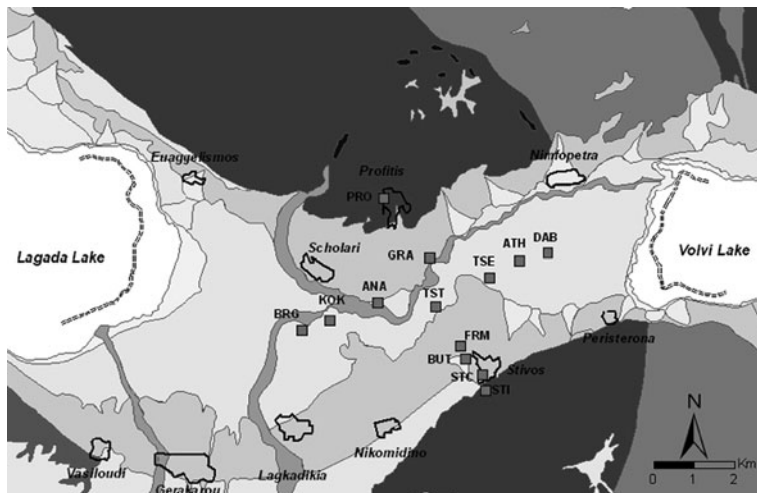 Euaggelismos
Nimfopetra
Profitis
PRO
Lagada Lake
Volvi Lake
Scholari
GRA
ATH
DAB
TSE
ANA
TST
KOK
BRG
FRM
Peristerona
BUT
Stivos
STC
STI
N
Nikomidino
Lagkadikia
Vasiloudi
Gerakarou
0 1 2 Km